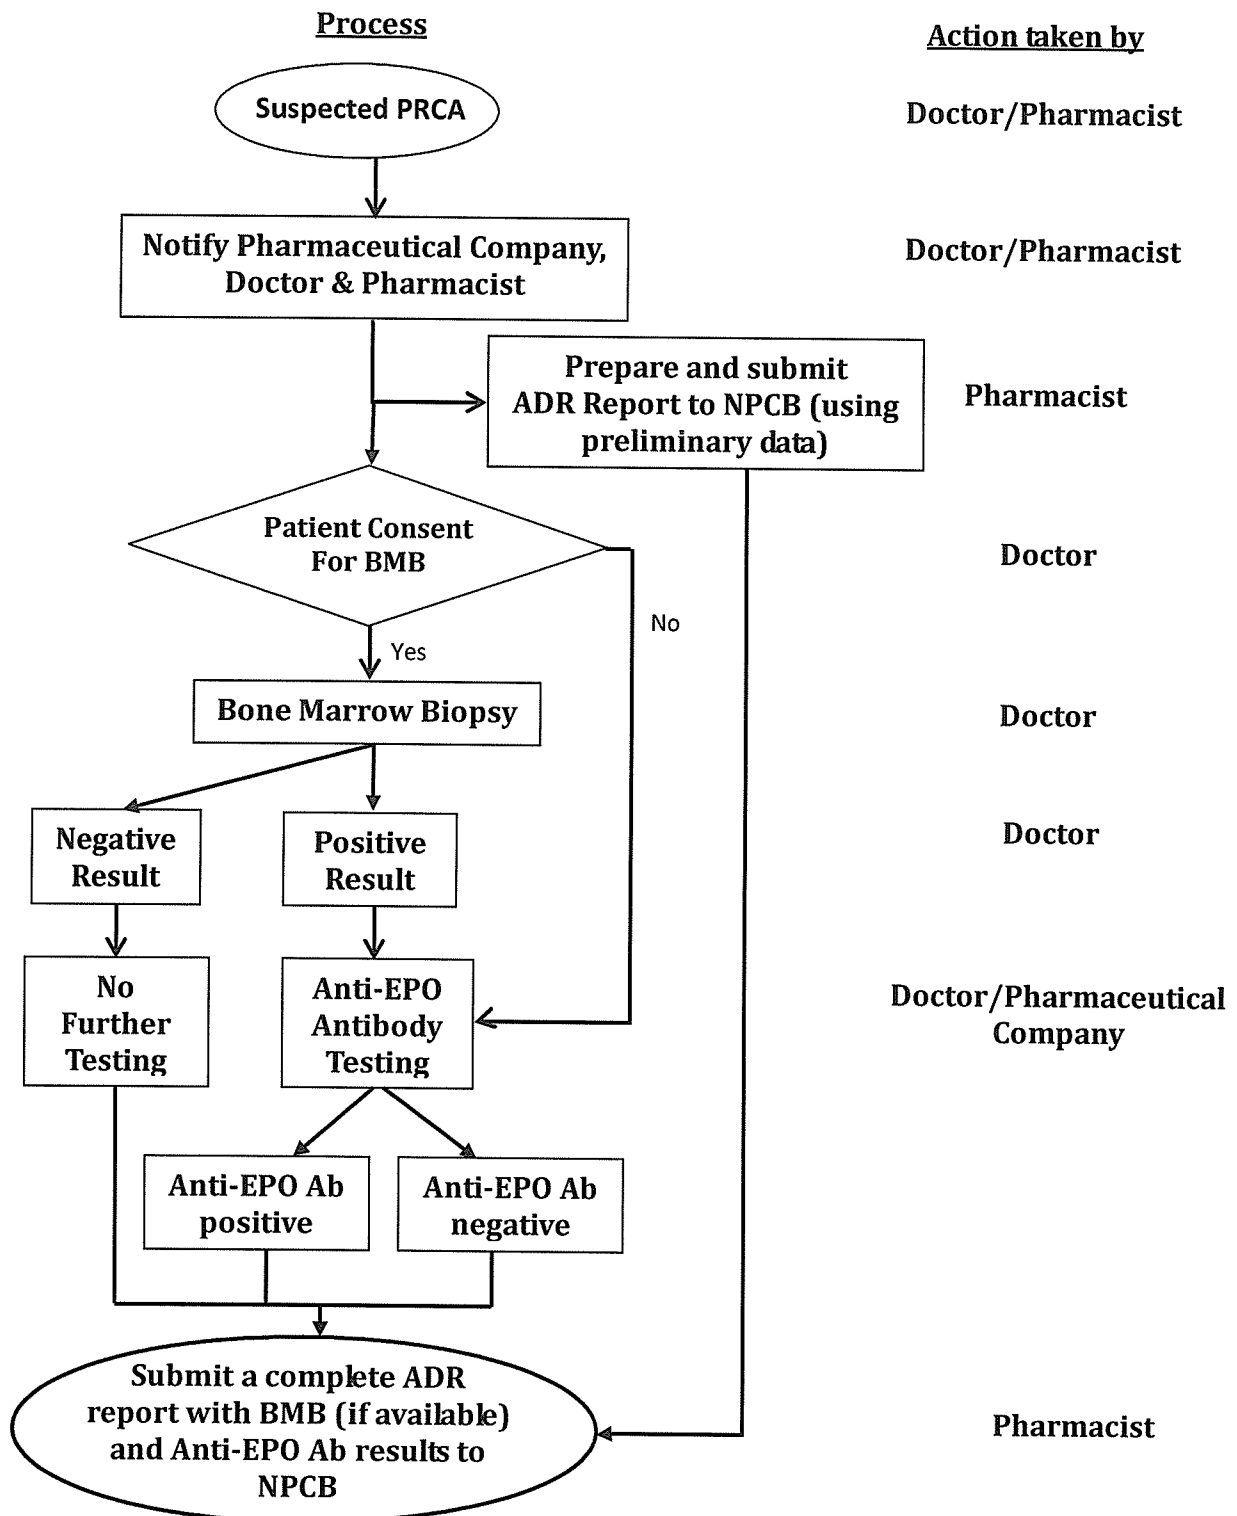 Process
Action taken by
Suspected PRCA
Doctor/Pharmacist
Notify Pharmaceutical Company,
Doctor & Pharmacist
Doctor/Pharmacist
Prepare and submit
ADR Report to NPCB (using
preliminary data)
Pharmacist
Patient Consent
For BMB
Doctor
No
Yes
Bone Marrow Biopsy
Doctor
Negative
Result
Positive
Result
Doctor
No
Further
Testing
Anti-EPO
Antibody
Testing
Doctor/Pharmaceutical
Company
Anti-EPO Ab
positive
Anti-EPO Ab
negative
Submit a complete ADR
report with BMB (if available)
and Anti-EPO Ab results to
NPCB
Pharmacist